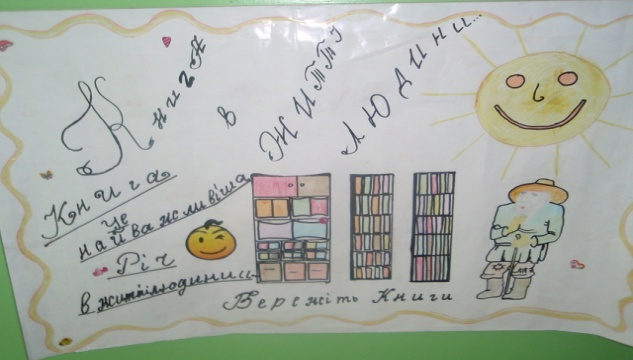 Книга в житті людини...
Книга
це
найважливіша
Річ
в житті людини...
Бережіть Книги